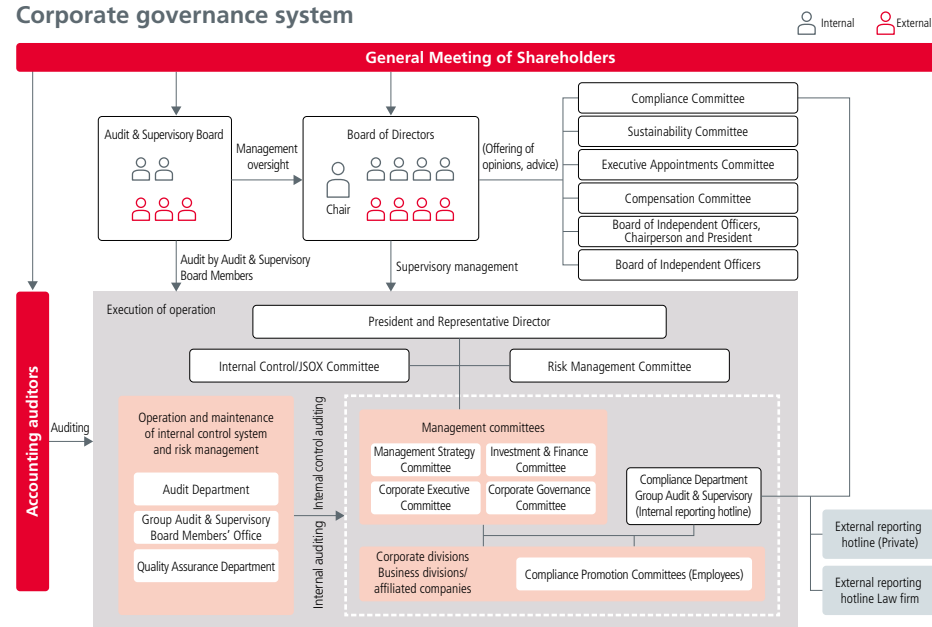 Corporate governance system
Internal
External
General Meeting of Shareholders
Audit & Supervisory Board
Management
oversight
Board of Directors
Chair
(Offering of
opinions, advice)
Compliance Committee
Sustainability Committee
Executive Appointments Committee
Compensation Committee
Board of Independent Officers,
Chairperson and President
Board of Independent Officers
Audit by Audit & Supervisory
Board Members
Supervisory management
Accounting auditors
Auditing
Execution of operation
President and Representative Director
Internal Control/JSOX Committee
Risk Management Committee
Operation and maintenance
of internal control system
and risk management
Audit Department
Group Audit & Supervisory
Board Members' Office
Quality Assurance Department
Internal control auditing
Internal auditing
Management committees
Management Strategy
Committee
Investment & Finance
Committee
Corporate Executive
Committee
Corporate Governance
Committee
Compliance Department
Group Audit & Supervisory
(Internal reporting hotline)
Corporate divisions
Business divisions/
affiliated companies
Compliance Promotion Committees (Employees)
External reporting
hotline (Private)
External reporting
hotline Law firm